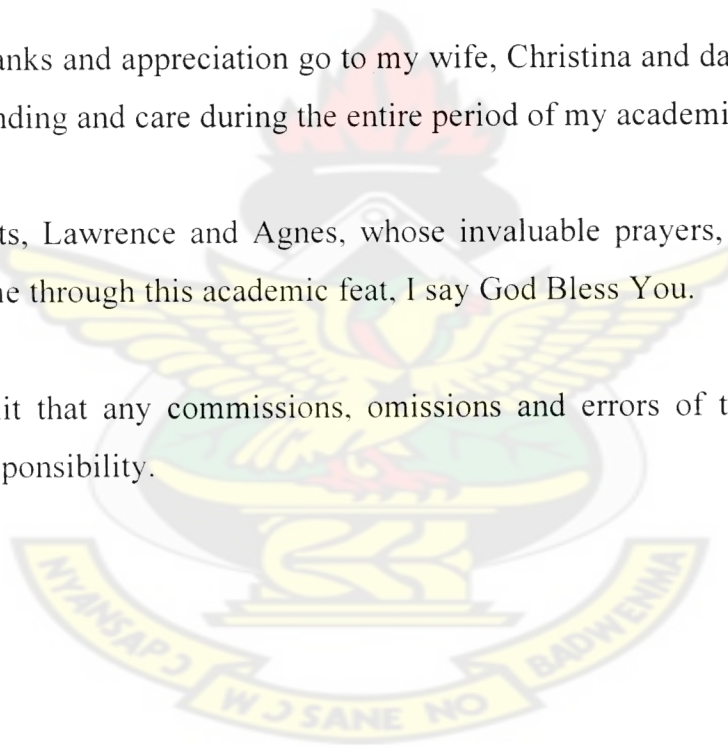 anks and appreciation go to my wife, Christina and da
nding and care during the entire period of my academi
ts, Lawrence and Agnes, whose invaluable prayers,
ne through this academic feat, I say God Bless You.
it that any commissions, omissions and errors of t
ponsibility.
NYANSAPƆ WƆSANE NO BADWENMA